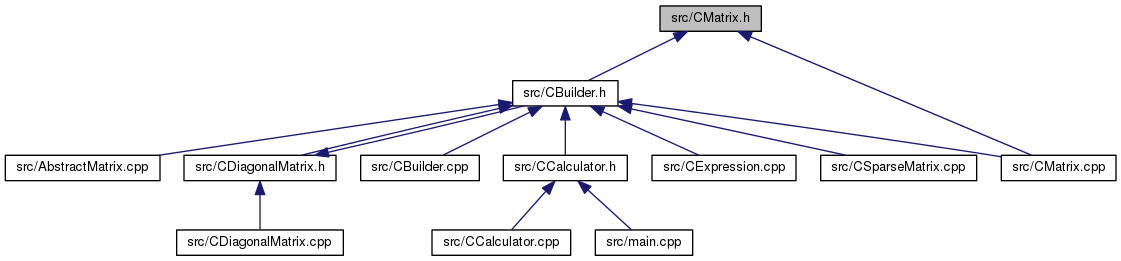 src/CMatrix.h
src/CBuilder.h
src/AbstractMatrix.cpp
src/CDiagonalMatrix.h
src/CBuilder.cpp
src/CCalculator.h
src/CExpression.cpp
src/CSparseMatrix.cpp
src/CMatrix.cpp
src/CDiagonalMatrix.cpp
src/CCalculator.cpp
src/main.cpp